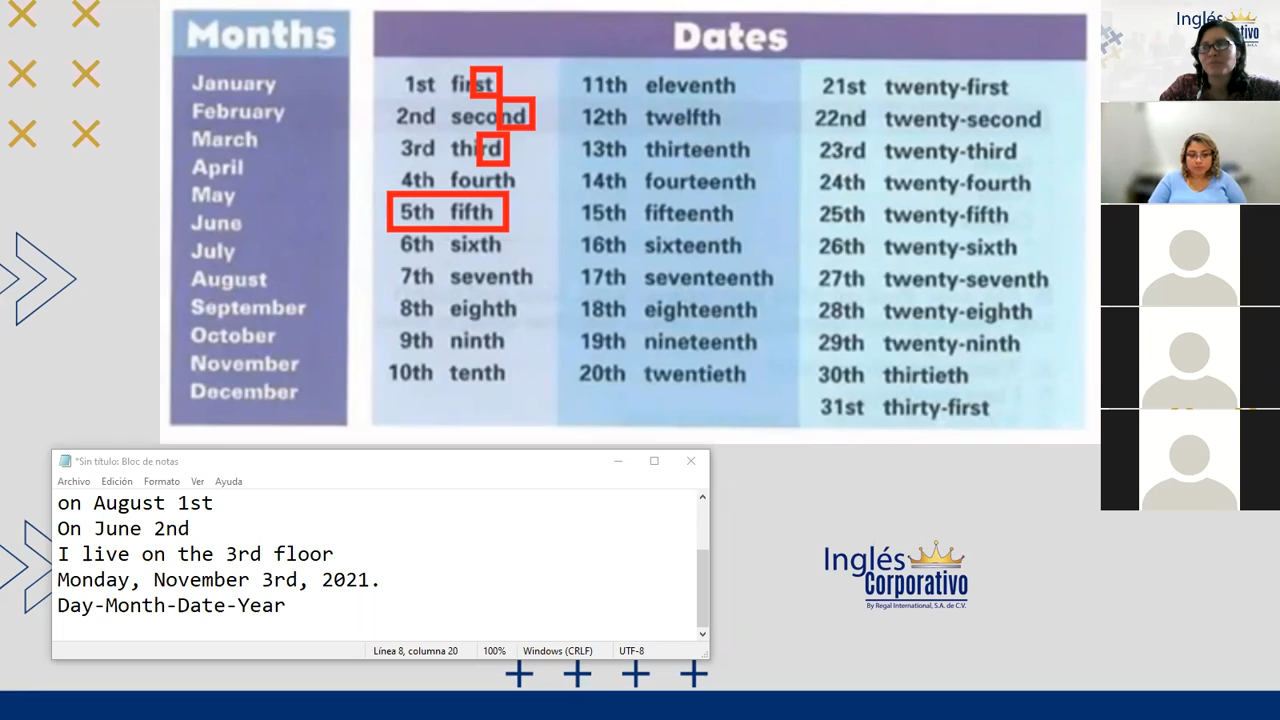 Months
January
February
March
April
May
June
July
August
September
October
November
December
Dates
1st first
2nd second
3rd third
4th fourth
5th fifth
6th sixth
7th seventh
8th eighth
9th ninth
10th tenth
11th eleventh
12th twelfth
13th thirteenth
14th fourteenth
15th fifteenth
16th sixteenth
17th seventeenth
18th eighteenth
19th nineteenth
20th twentieth
21st twenty-first
22nd twenty-second
23rd twenty-third
24th twenty-fourth
25th twenty-fifth
26th twenty-sixth
27th twenty-seventh
28th twenty-eighth
29th twenty-ninth
30th thirtieth
31st thirty-first
Inglés
*Sin título: Bloc de notas
Archivo Edición Formato Ver Ayuda
on August 1st
On June 2nd
I live on the 3rd floor
Monday, November 3rd, 2021.
Day-Month-Date-Year
Línea 8, columna 20 100% Windows (CRLF) UTF-8
Inglés
Corporativo
By Regal International, S.A. de C.V.